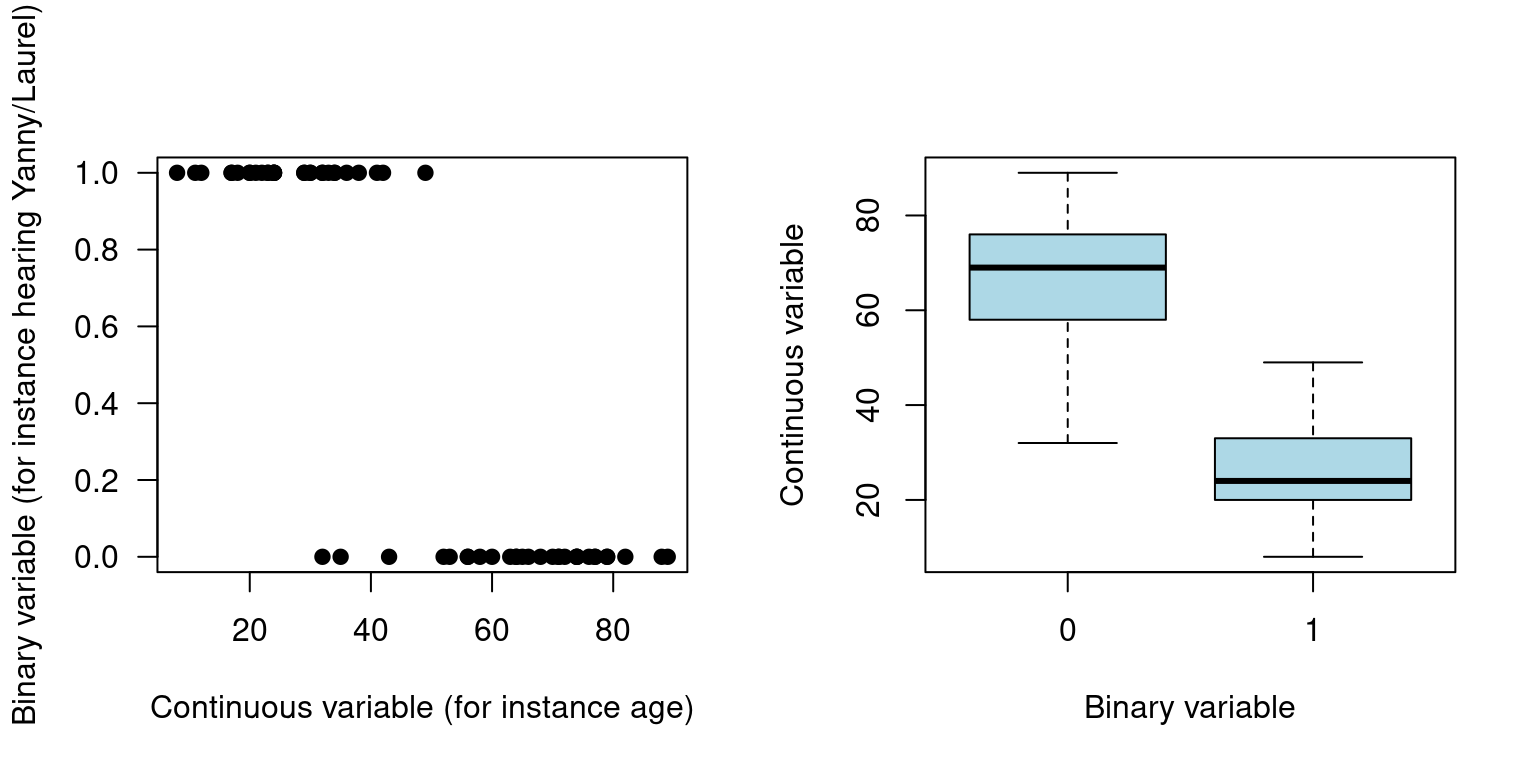 Binary variable (for instance hearing Yanny/Laurel)
1.0
0.8
0.6
0.4
0.2
0.0
20 40 60 80
Continuous variable (for instance age)
Continuous variable
80
60
40
20
0 1
Binary variable